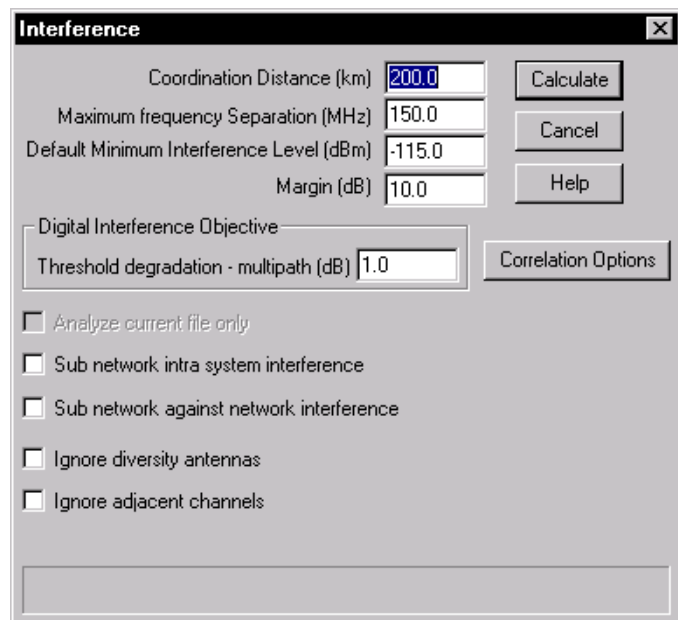 Interference
Coordination Distance (km) 200.0 Calculate
Maximum frequency Separation (MHz) 150.0
Cancel
Default Minimum Interference Level (dBm) -115.0
Margin (dB) 10.0 Help
Digital Interference Objective
Threshold degradation - multipath (dB) 1.0 Correlation Options
Analyze current file only
Sub network intra system interference
Sub network against network interference
Ignore diversity antennas
Ignore adjacent channels